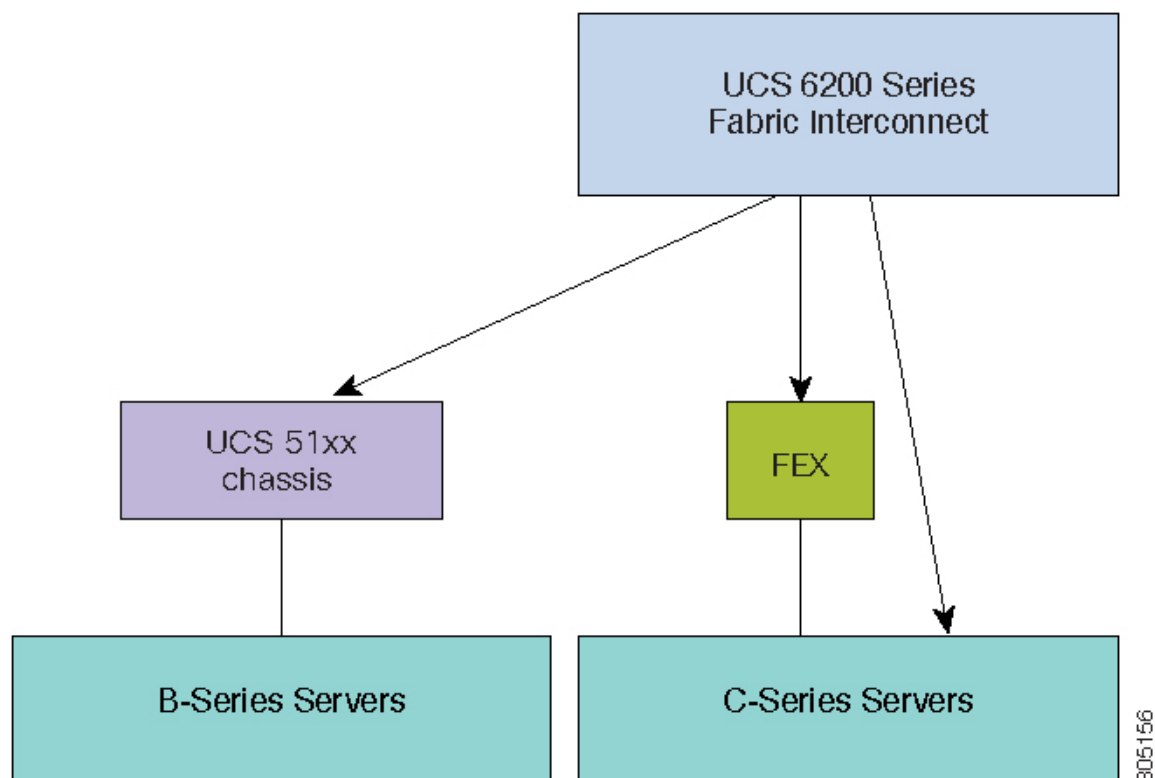 UCS 6200 Series
Fabric Interconnect
UCS 51xx
chassis
FEX
B-Series Servers
C-Series Servers
305156